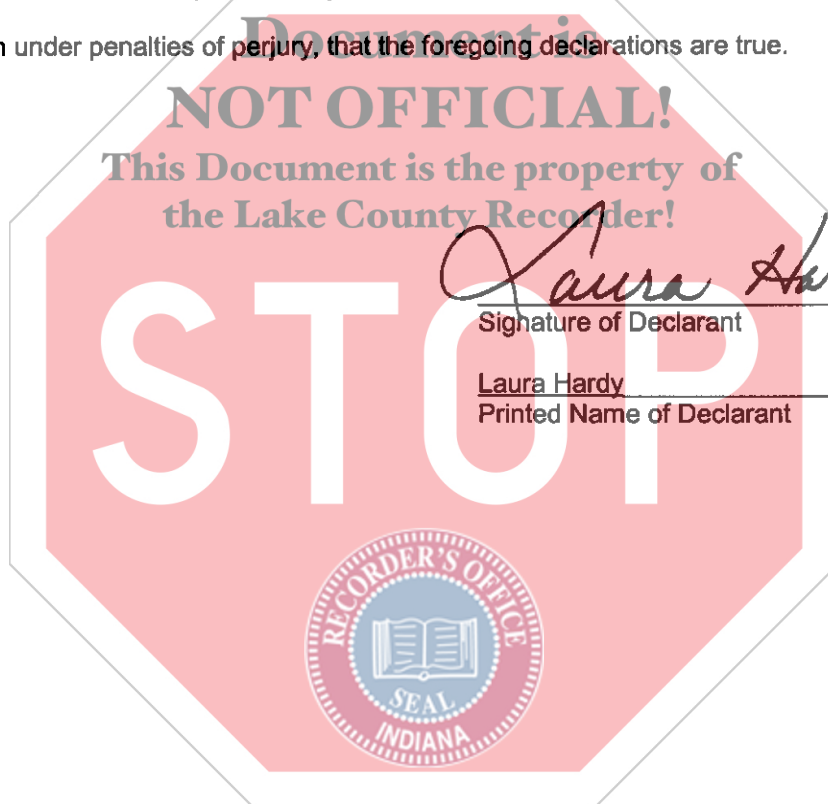 Document is
under penalties of perjury, that the foregoing declarations are true.
NOT OFFICIAL!
This Document is the property of
the Lake County Recorder!
Laura
Signature of Declarant
STOP
Laura Hardy
Printed Name of Declarant
RECORDER'S OFFICE
SEAL
INDIANA